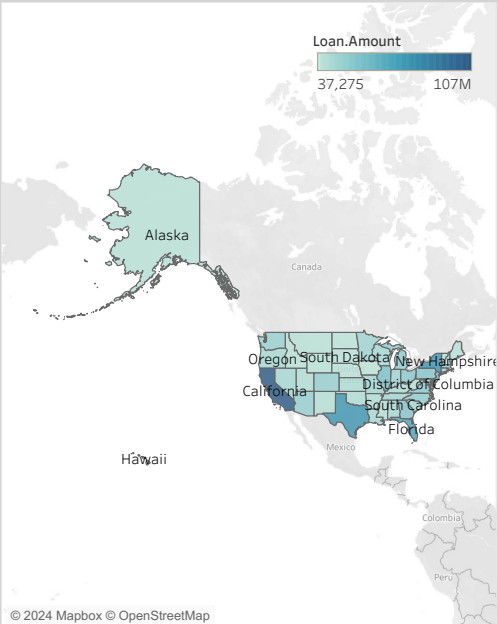 Loan.Amount
37,275 107M
Alaska
Canada
Oregon South Dakota New Hampshire
California District of Columbia
South Carolina
Florida
Mexico
Hawaii
Colombia
Peru
© 2024 Mapbox © OpenStreetMap